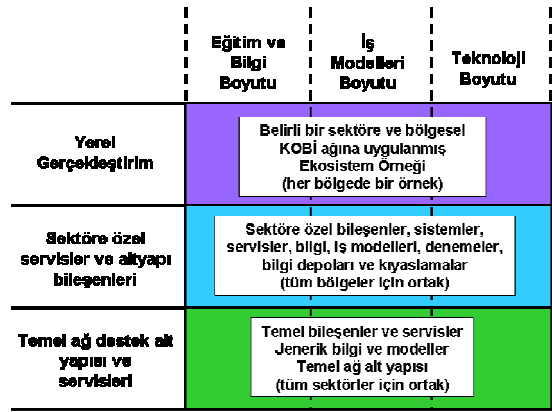 Eğitim ve
Bilgi
Boyutu
İş
Modelleri
Boyutu
Teknoloji
Boyutu
Yerel
Gerçekleştirim
Belirli bir sektöre ve bölgesel
KOBİ ağına uygulanmış
Ekosistem Örneği
(her bölgede bir örnek)
Sektöre özel
servisler ve altyapı
bileşenleri
Sektöre özel bileşenler, sistemler,
servisler, bilgi, iş modelleri, denemeler,
bilgi depoları ve kıyaslamalar
(tüm bölgeler için ortak)
Temel ağ destek alt
yapısı ve
servisleri
Temel bileşenler ve servisler
Jenerik bilgi ve modeller
Temel ağ alt yapısı
(tüm sektörler için ortak)